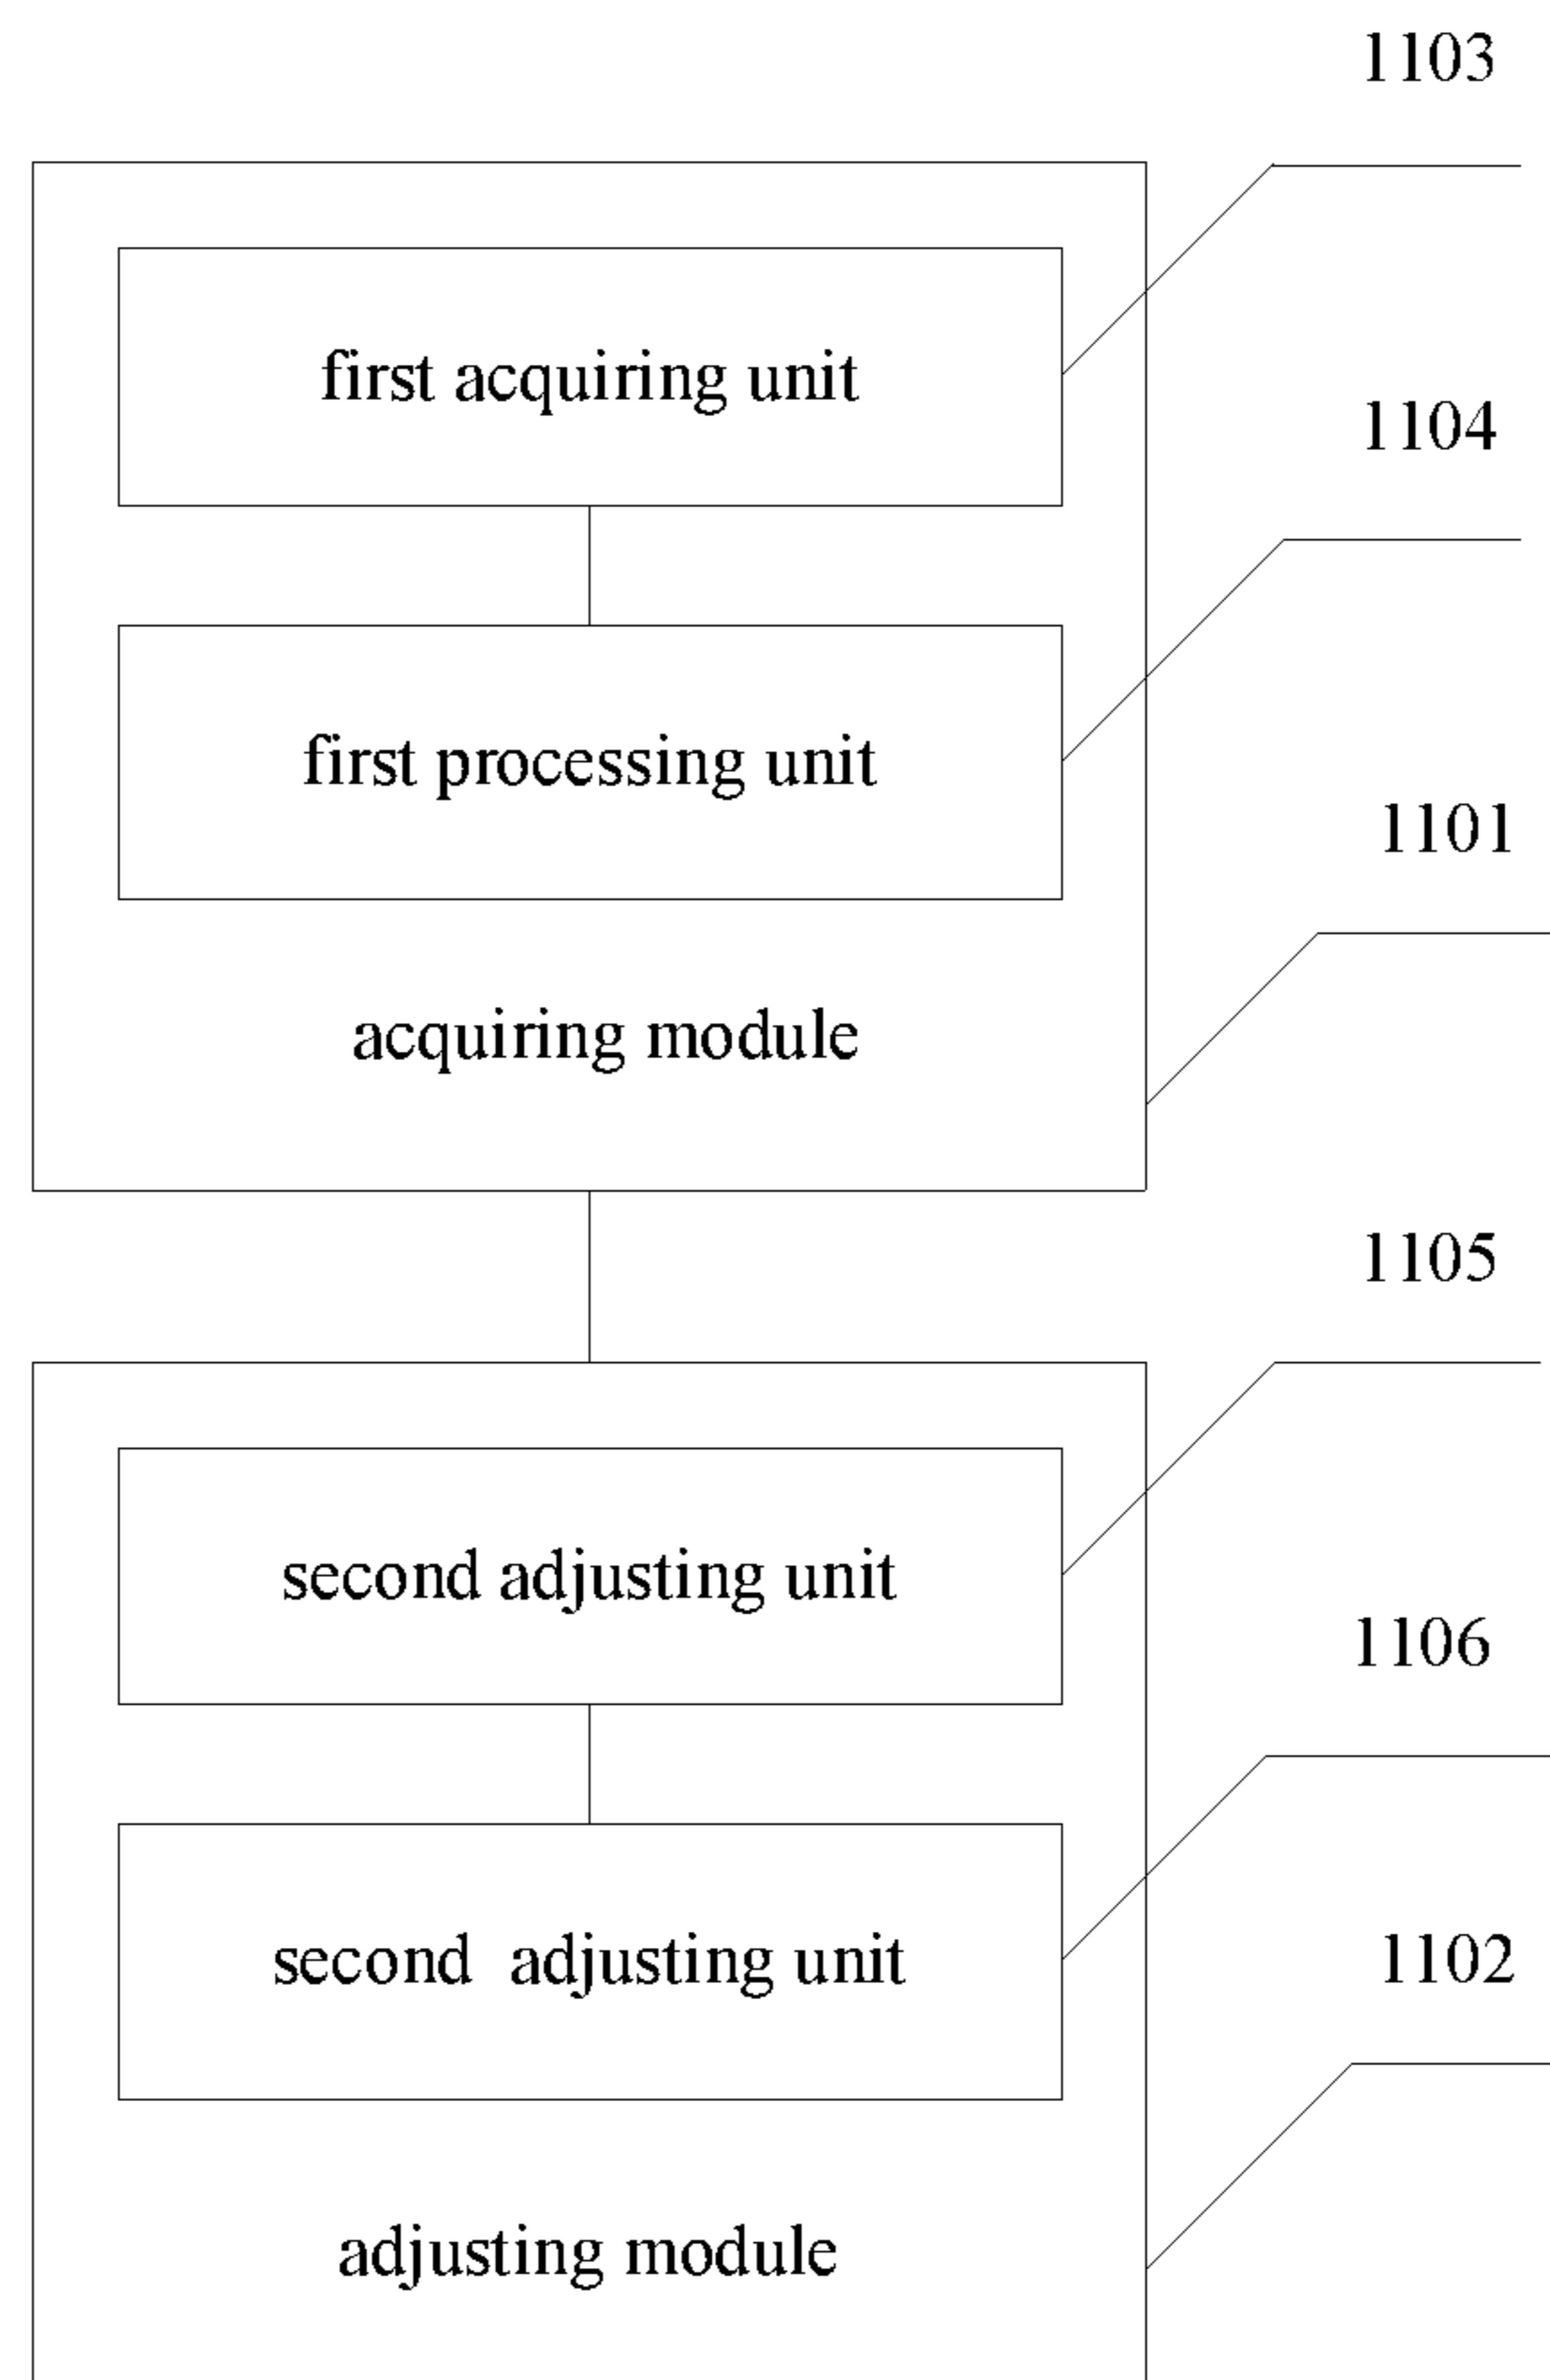 1103
first acquiring unit
1104
first processing unit
1101
acquiring module
1105
second adjusting unit
1106
second  adjusting unit
1102
adjusting module